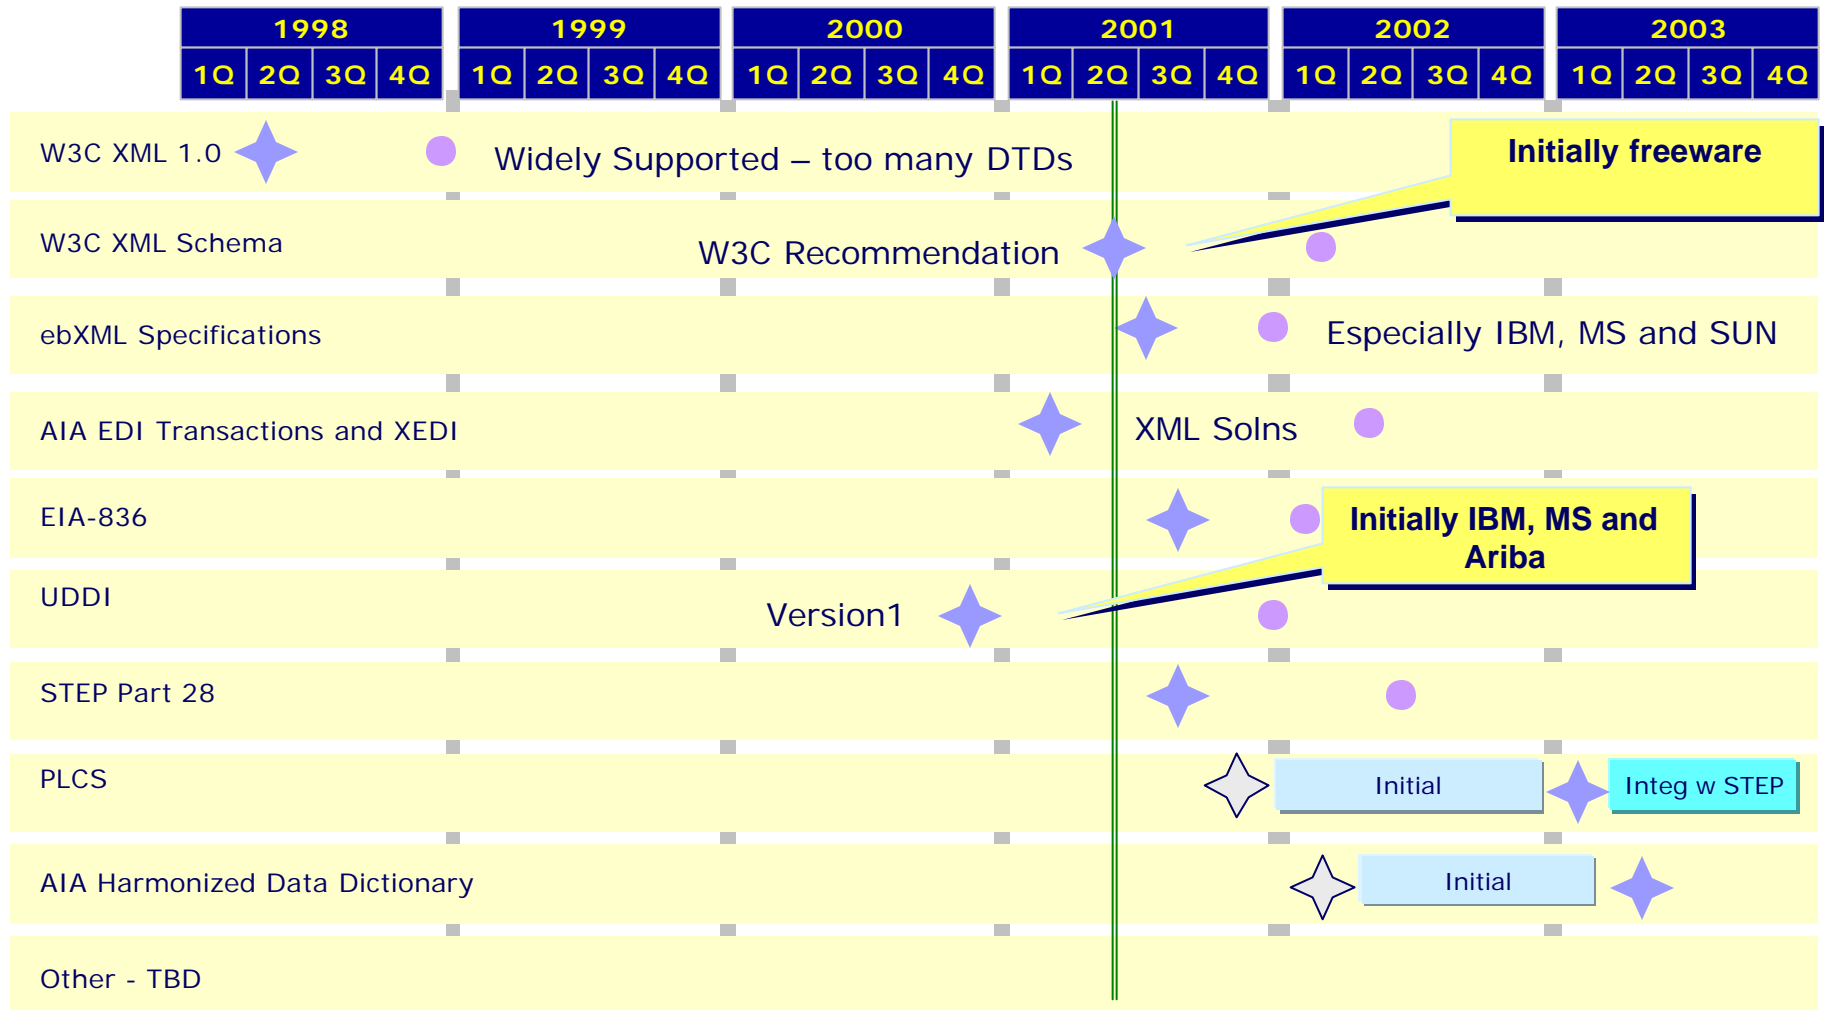 1998 1999 2000 2001 2002 2003
1Q 2Q 3Q 4Q 1Q 2Q 3Q 4Q 1Q 2Q 3Q 4Q 1Q 2Q 3Q 4Q 1Q 2Q 3Q 4Q 1Q 2Q 3Q 4Q
W3C XML 1.0 Widely Supported – too many DTDs
Initially freeware
W3C XML Schema W3C Recommendation
ebXML Specifications Especially IBM, MS and SUN
AIA EDI Transactions and XEDI XML Solns
EIA-836
Initially IBM, MS and
Ariba
UDDI Version1
STEP Part 28
PLCS Initial Integ w STEP
AIA Harmonized Data Dictionary Initial
Other - TBD